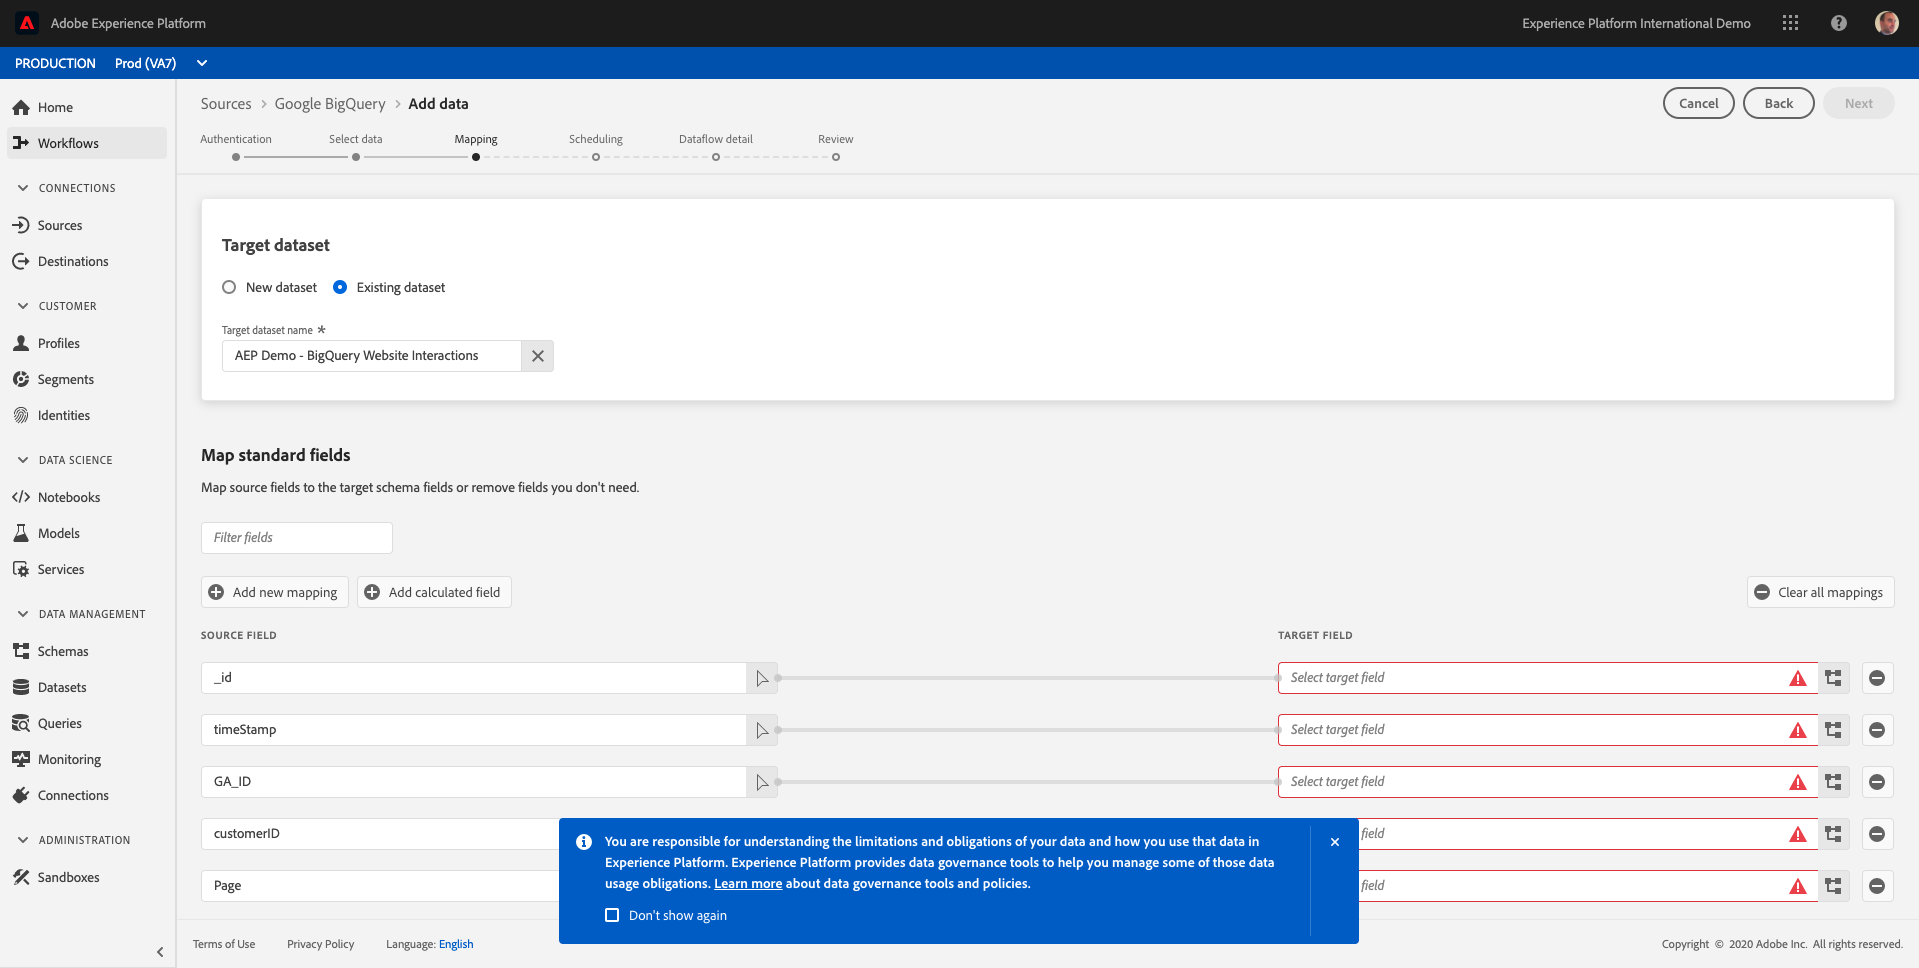 Adobe Experience Platform
Experience Platform International Demo
PRODUCTION Prod (VA7)
Home
Workflows
CONNECTIONS
Sources
Destinations
CUSTOMER
Profiles
Segments
Identities
DATA SCIENCE
Notebooks
Models
Services
DATA MANAGEMENT
Schemas
Datasets
Queries
Monitoring
Connections
ADMINISTRATION
Sandboxes
Sources > Google BigQuery > Add data
Cancel Back Next
Authentication Select data Mapping Scheduling Dataflow detail Review
Target dataset
New dataset Existing dataset
Target dataset name *
AEP Demo - BigQuery Website Interactions
Map standard fields
Map source fields to the target schema fields or remove fields you don't need.
Filter fields
Add new mapping Add calculated field Clear all mappings
SOURCE FIELD TARGET FIELD
_id Select target field
timeStamp Select target field
GA_ID Select target field
customerID field
Page field
You are responsible for understanding the limitations and obligations of your data and how you use that data in
Experience Platform. Experience Platform provides data governance tools to help you manage some of those data
usage obligations. Learn more about data governance tools and policies.
Don't show again
Terms of Use Privacy Policy Language: English
Copyright © 2020 Adobe Inc. All rights reserved.